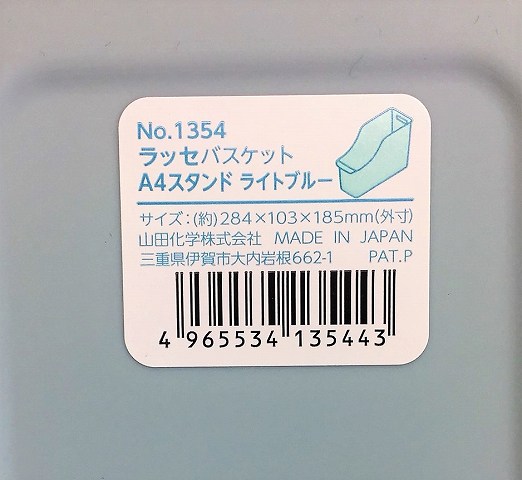 No.1354
ラッセバスケット
A4スタンド ライトブルー
サイズ:(約)284×103×185mm(外寸)
山田化学株式会社 MADE IN JAPAN
三重県伊賀市大内岩根662-1 PAT.P
4 965534 135443